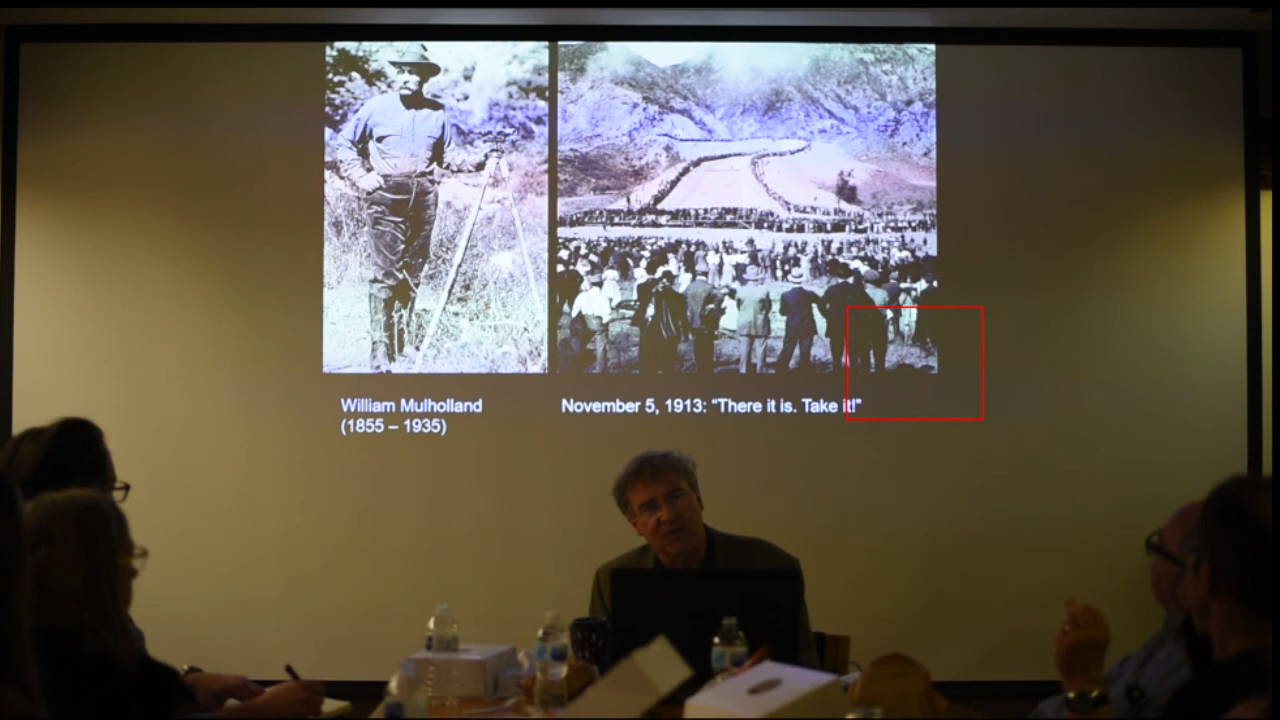 William Mulholland
(1855 – 1935)
November 5, 1913: “There it is. Take it!”